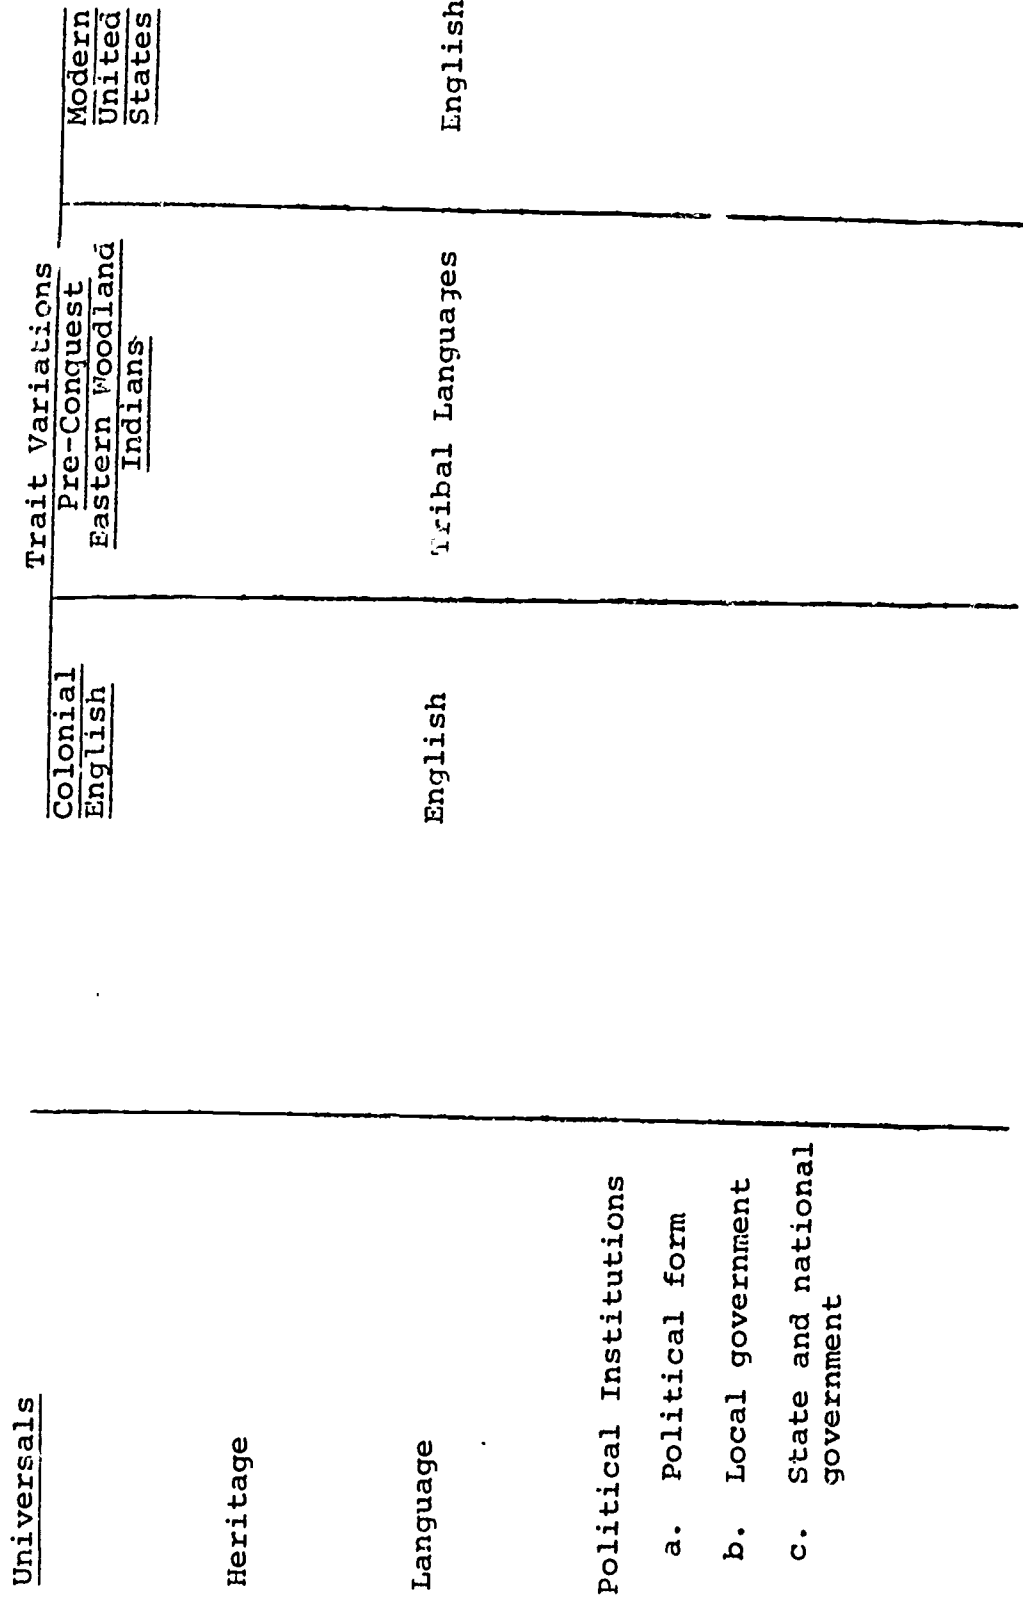 Trait Variations
Universals
Colonial
English
Pre-Conquest
Eastern Woodland
Indians
Modern
United
States
Heritage
Language
English
Tribal Languages
English
Political Institutions
a. Political form
b. Local government
c. State and national
government